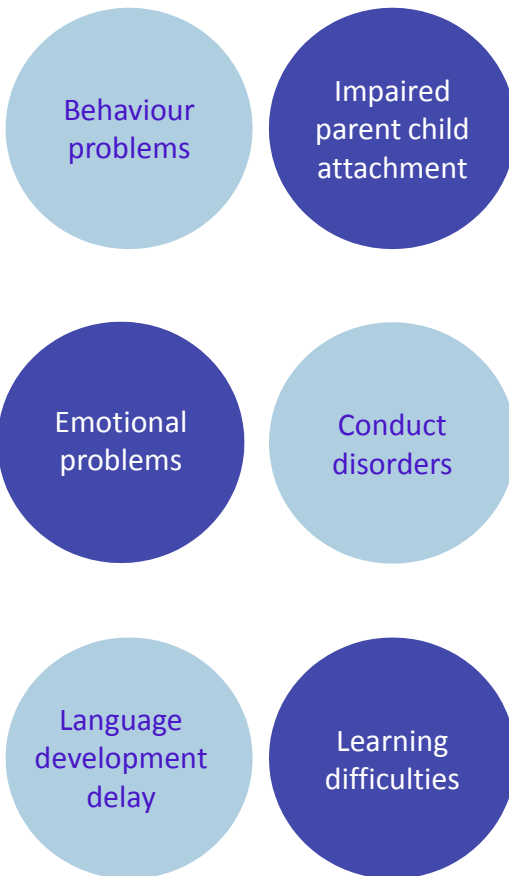 Behaviour
problems
Impaired
parent child
attachment
Emotional
problems
Conduct
disorders
Language
development
delay
Learning
difficulties